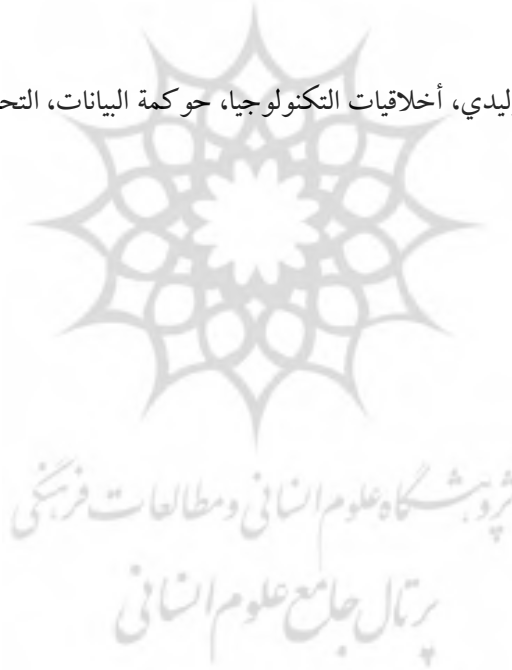 أخلاقيات التكنولوجيا، حوكمة البيانات،
پژوهشگاه علوم انسانی و مطالعات فرهنگی
پرتال جامع علوم انسانی